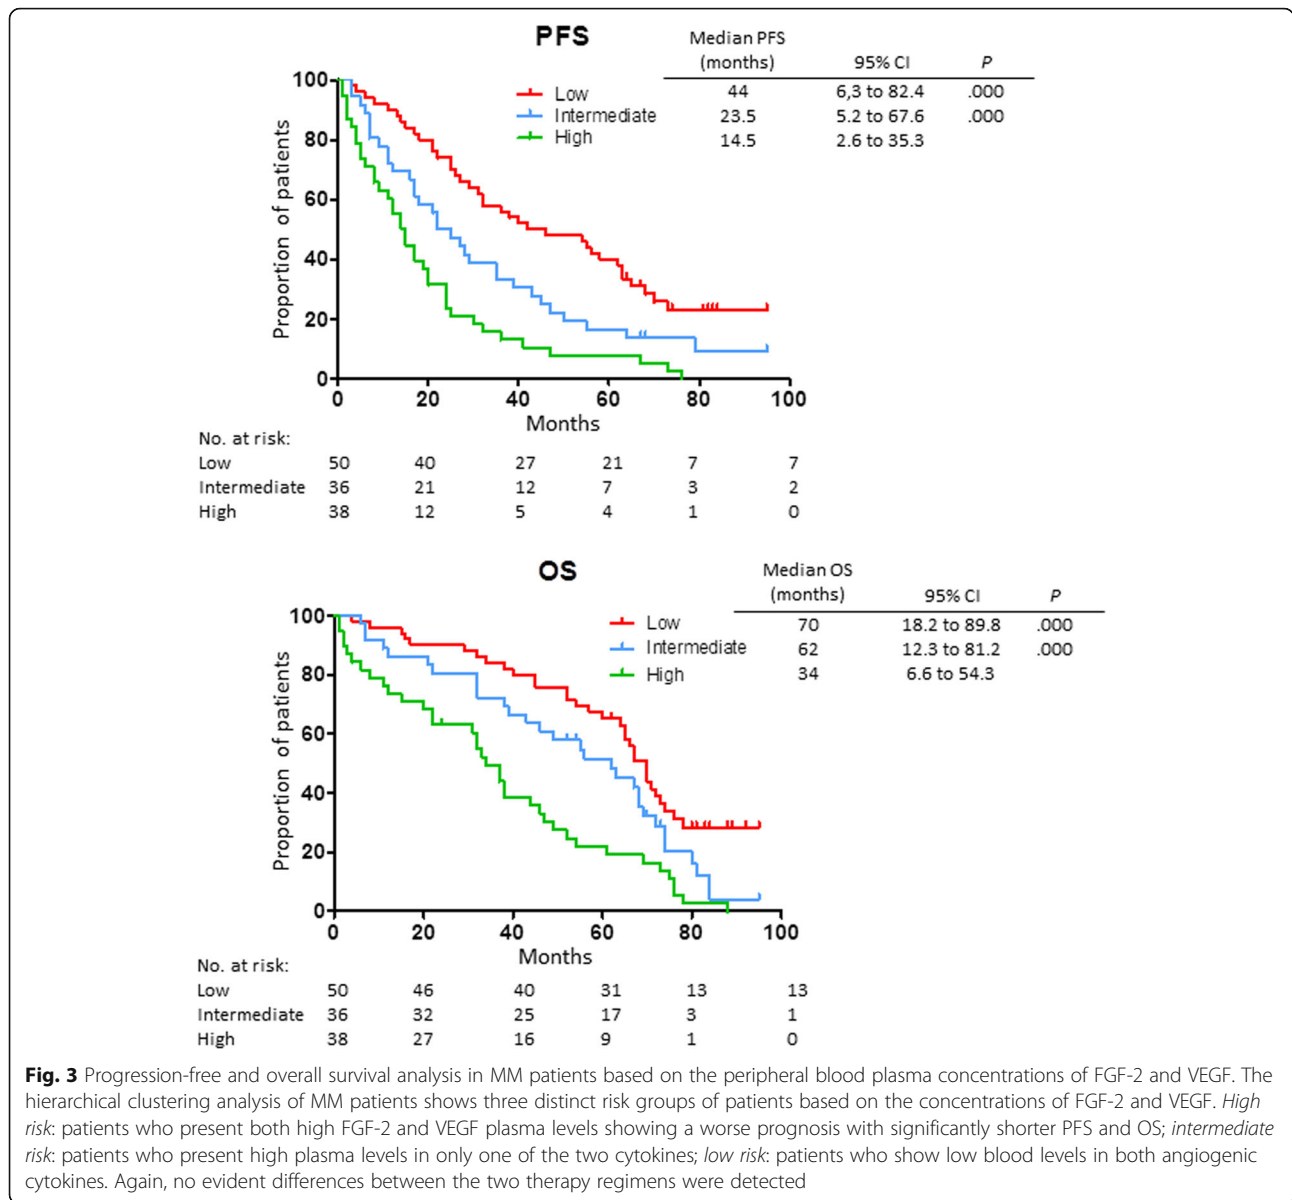 PFS
Median PFS
(months) 95% CI P
Low 44 6,3 to 82.4 .000
Intermediate 23.5 5.2 to 67.6 .000
High 14.5 2.6 to 35.3
Proportion of patients
100
80
60
40
20
0
0 20 40 60 80 100
Months
No. at risk:
Low 50 40 27 21 7 7
Intermediate 36 21 12 7 3 2
High 38 12 5 4 1 0
OS
Median OS
(months) 95% CI P
Low 70 18.2 to 89.8 .000
Intermediate 62 12.3 to 81.2 .000
High 34 6.6 to 54.3
Proportion of patients
100
80
60
40
20
0
0 20 40 60 80 100
Months
No. at risk:
Low 50 46 40 31 13 13
Intermediate 36 32 25 17 3 1
High 38 27 16 9 1 0
Fig. 3 Progression-free and overall survival analysis in MM patients based on the peripheral blood plasma concentrations of FGF-2 and VEGF. The
hierarchical clustering analysis of MM patients shows three distinct risk groups of patients based on the concentrations of FGF-2 and VEGF. High
risk: patients who present both high FGF-2 and VEGF plasma levels showing a worse prognosis with significantly shorter PFS and OS; intermediate
risk: patients who present high plasma levels in only one of the two cytokines; low risk: patients who show low blood levels in both angiogenic
cytokines. Again, no evident differences between the two therapy regimens were detected